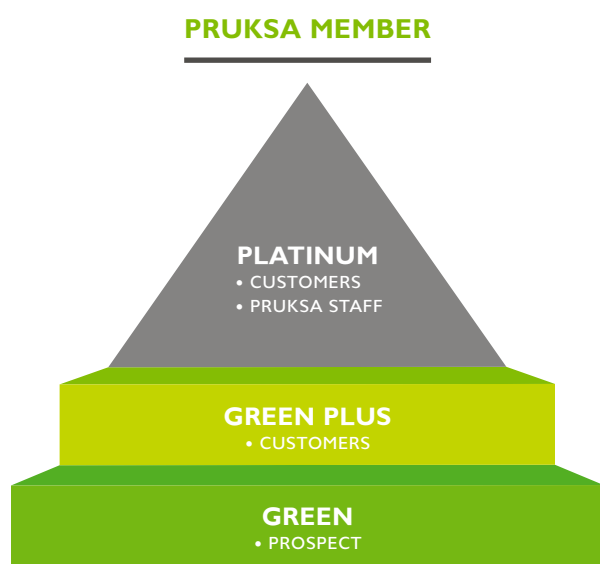 PRUKSA MEMBER
PLATINUM
• CUSTOMERS
• PRUKSA STAFF
GREEN PLUS
• CUSTOMERS
GREEN
• PROSPECT